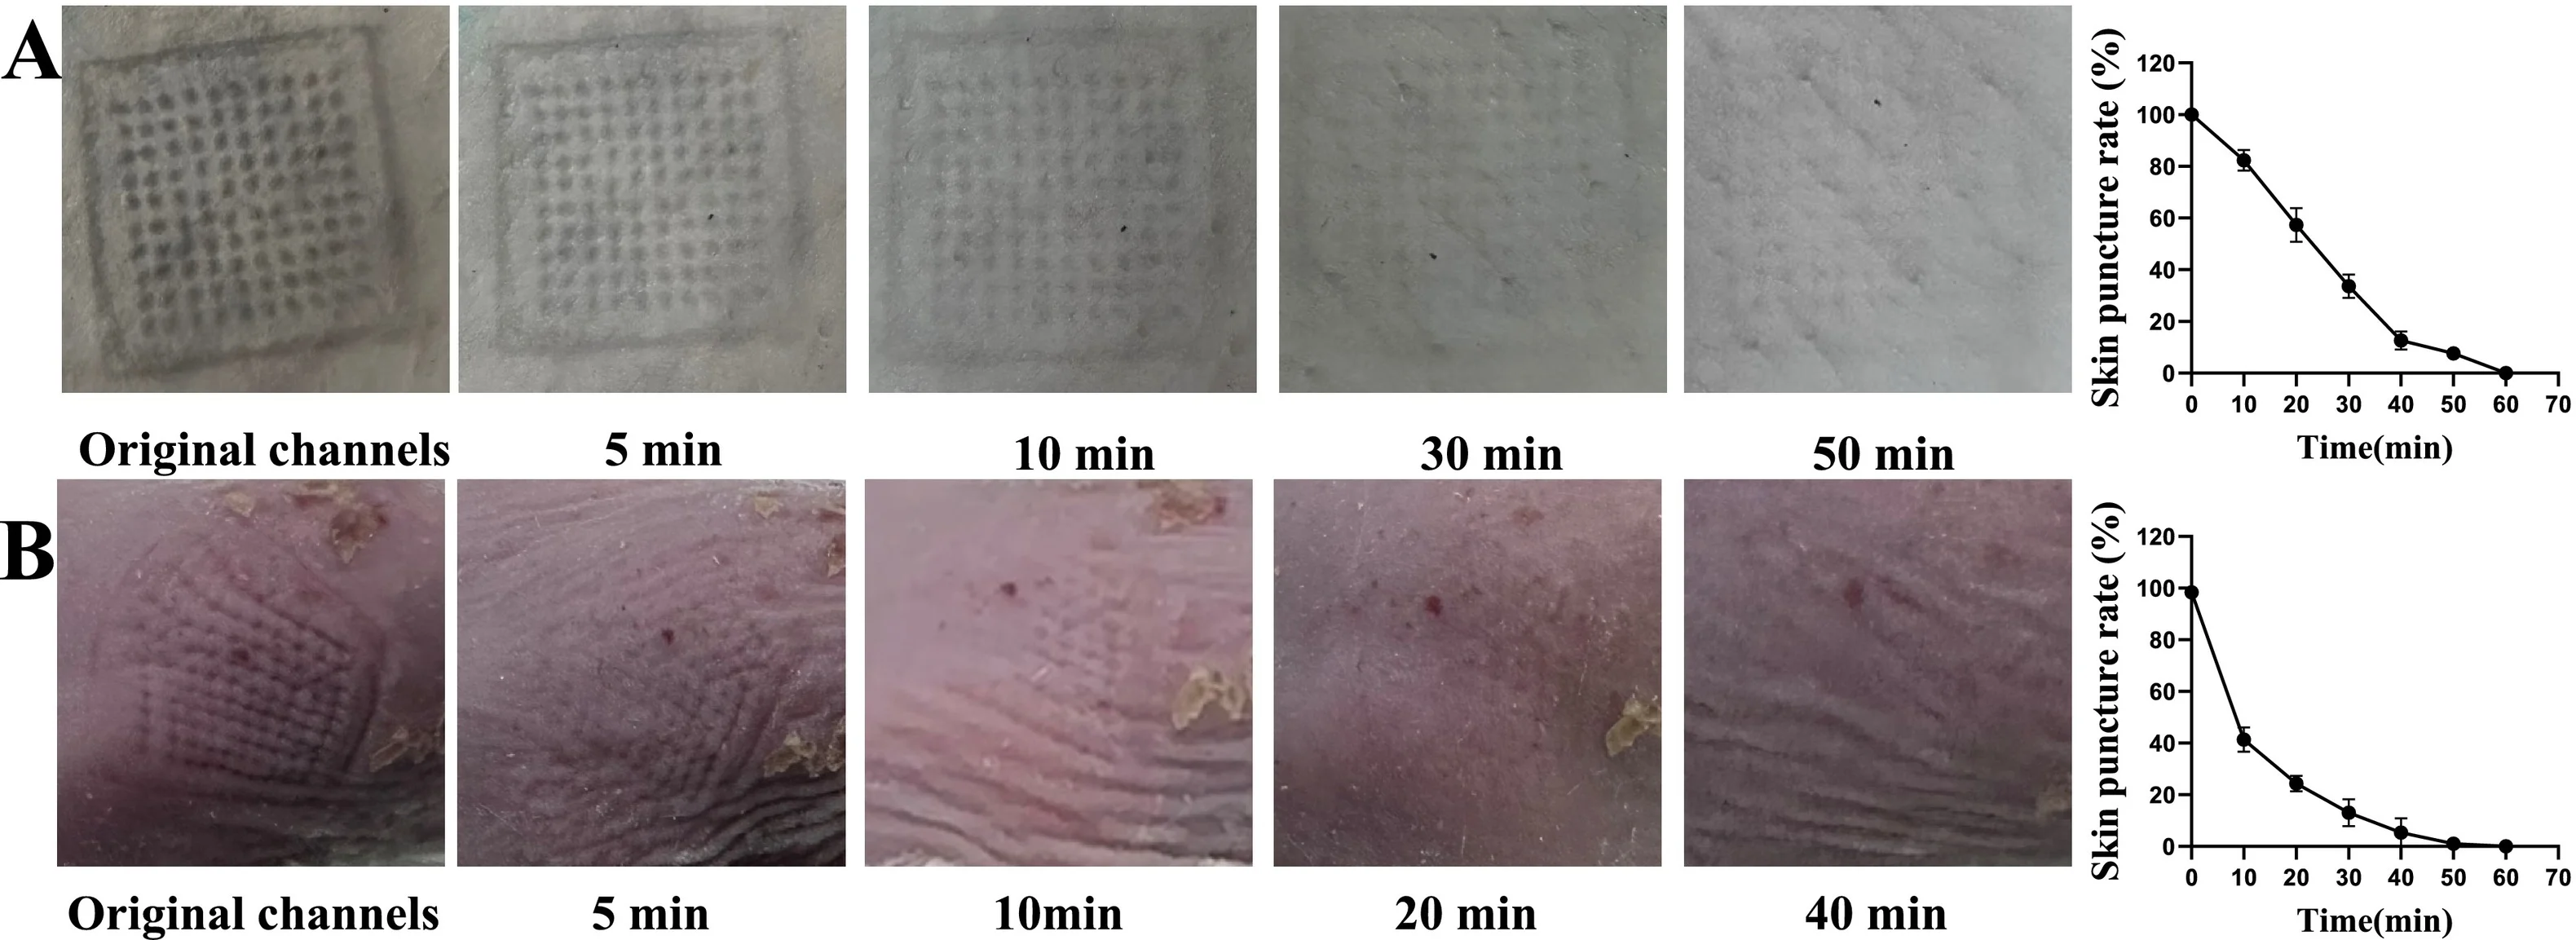 A
Original channels
5 min
10 min
30 min
50 min
Skin puncture rate (%)
120
100
80
60
40
20
0
0 10 20 30 40 50 60 70
Time(min)
B
Original channels
5 min
10min
20 min
40 min
Skin puncture rate (%)
120
100
80
60
40
20
0
0 10 20 30 40 50 60 70
Time(min)